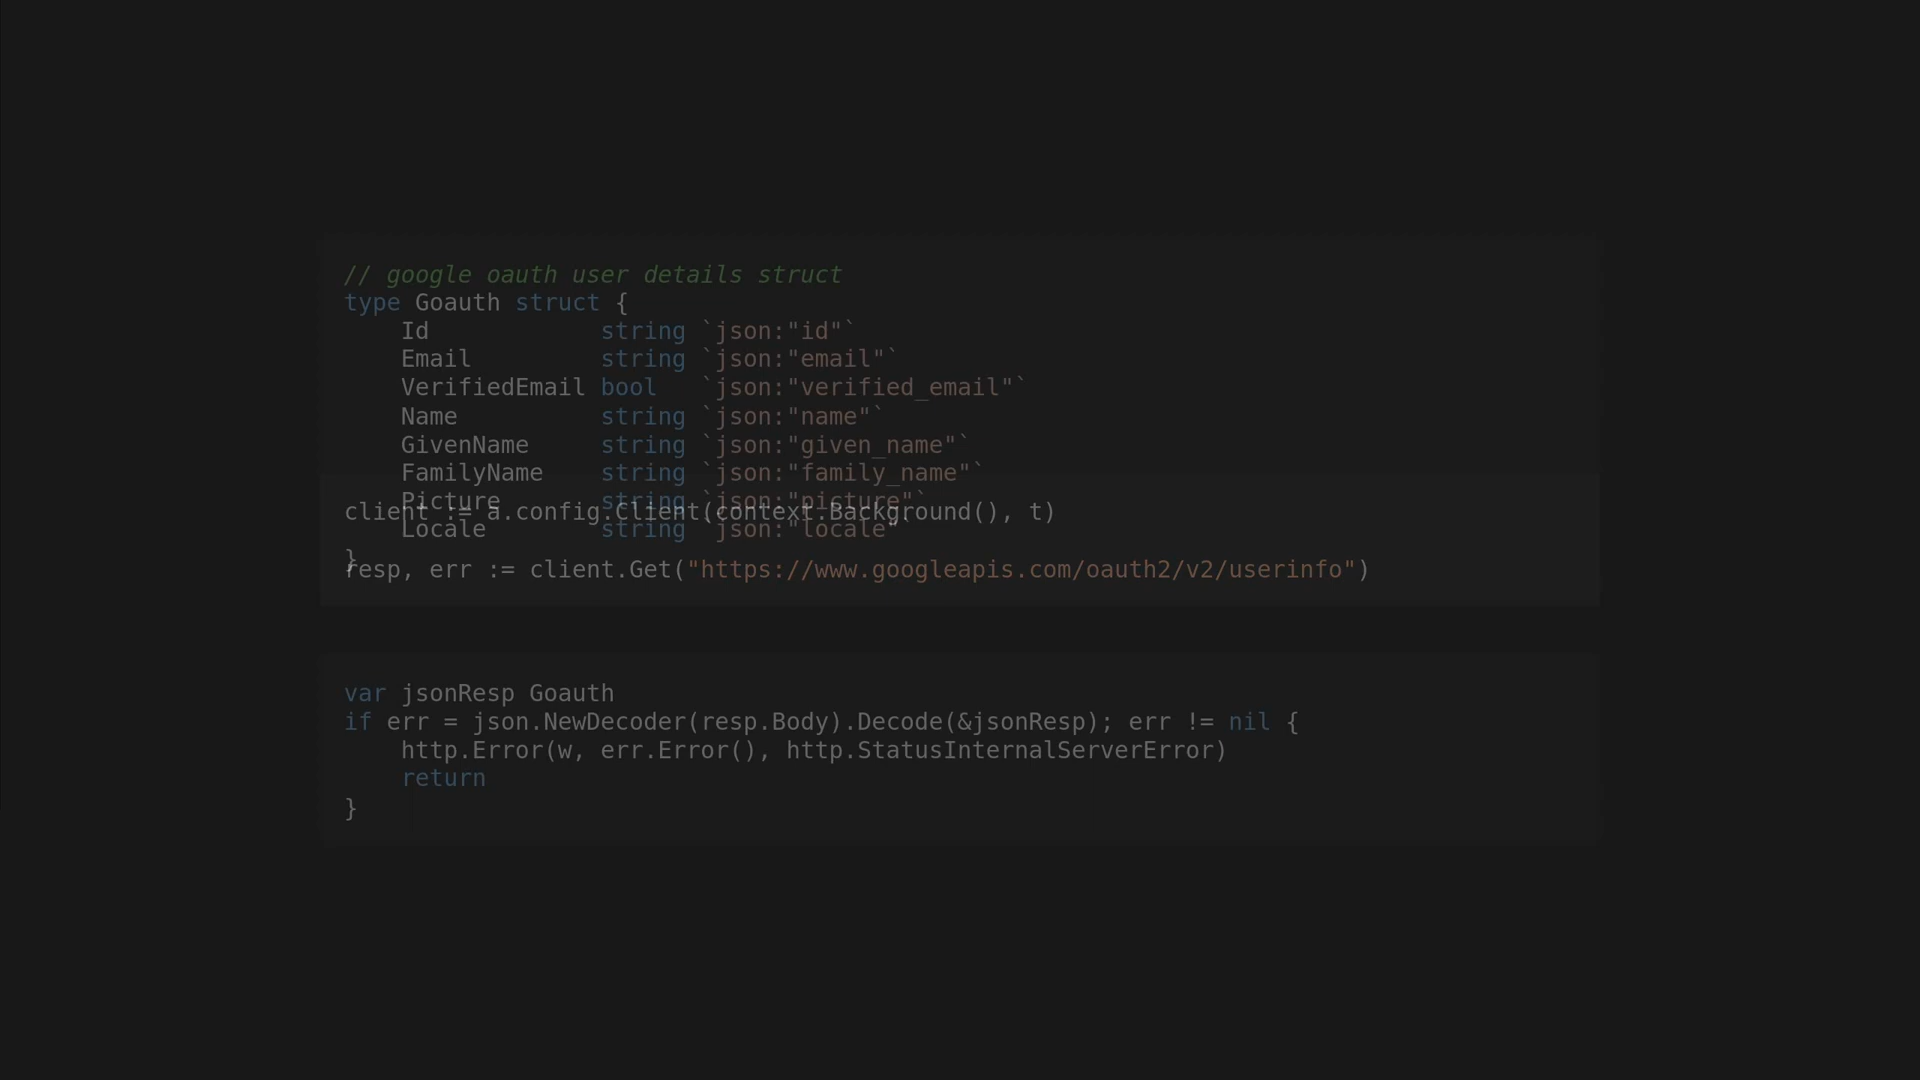 // google oauth user details struct
type Goauth struct {
    Id            string `json:"id"`
    Email         string `json:"email"`
    VerifiedEmail bool   `json:"verified_email"`
    Name          string `json:"name"`
    GivenName     string `json:"given_name"`
    FamilyName    string `json:"family_name"`
    Picture       string `json:"picture"`
client := a.config.Client(context.Background(), t)
    Locale        string `json:"locale"`
}
resp, err := client.Get("https://www.googleapis.com/oauth2/v2/userinfo")
var jsonResp Goauth
if err = json.NewDecoder(resp.Body).Decode(&jsonResp); err != nil {
    http.Error(w, err.Error(), http.StatusInternalServerError)
    return
}